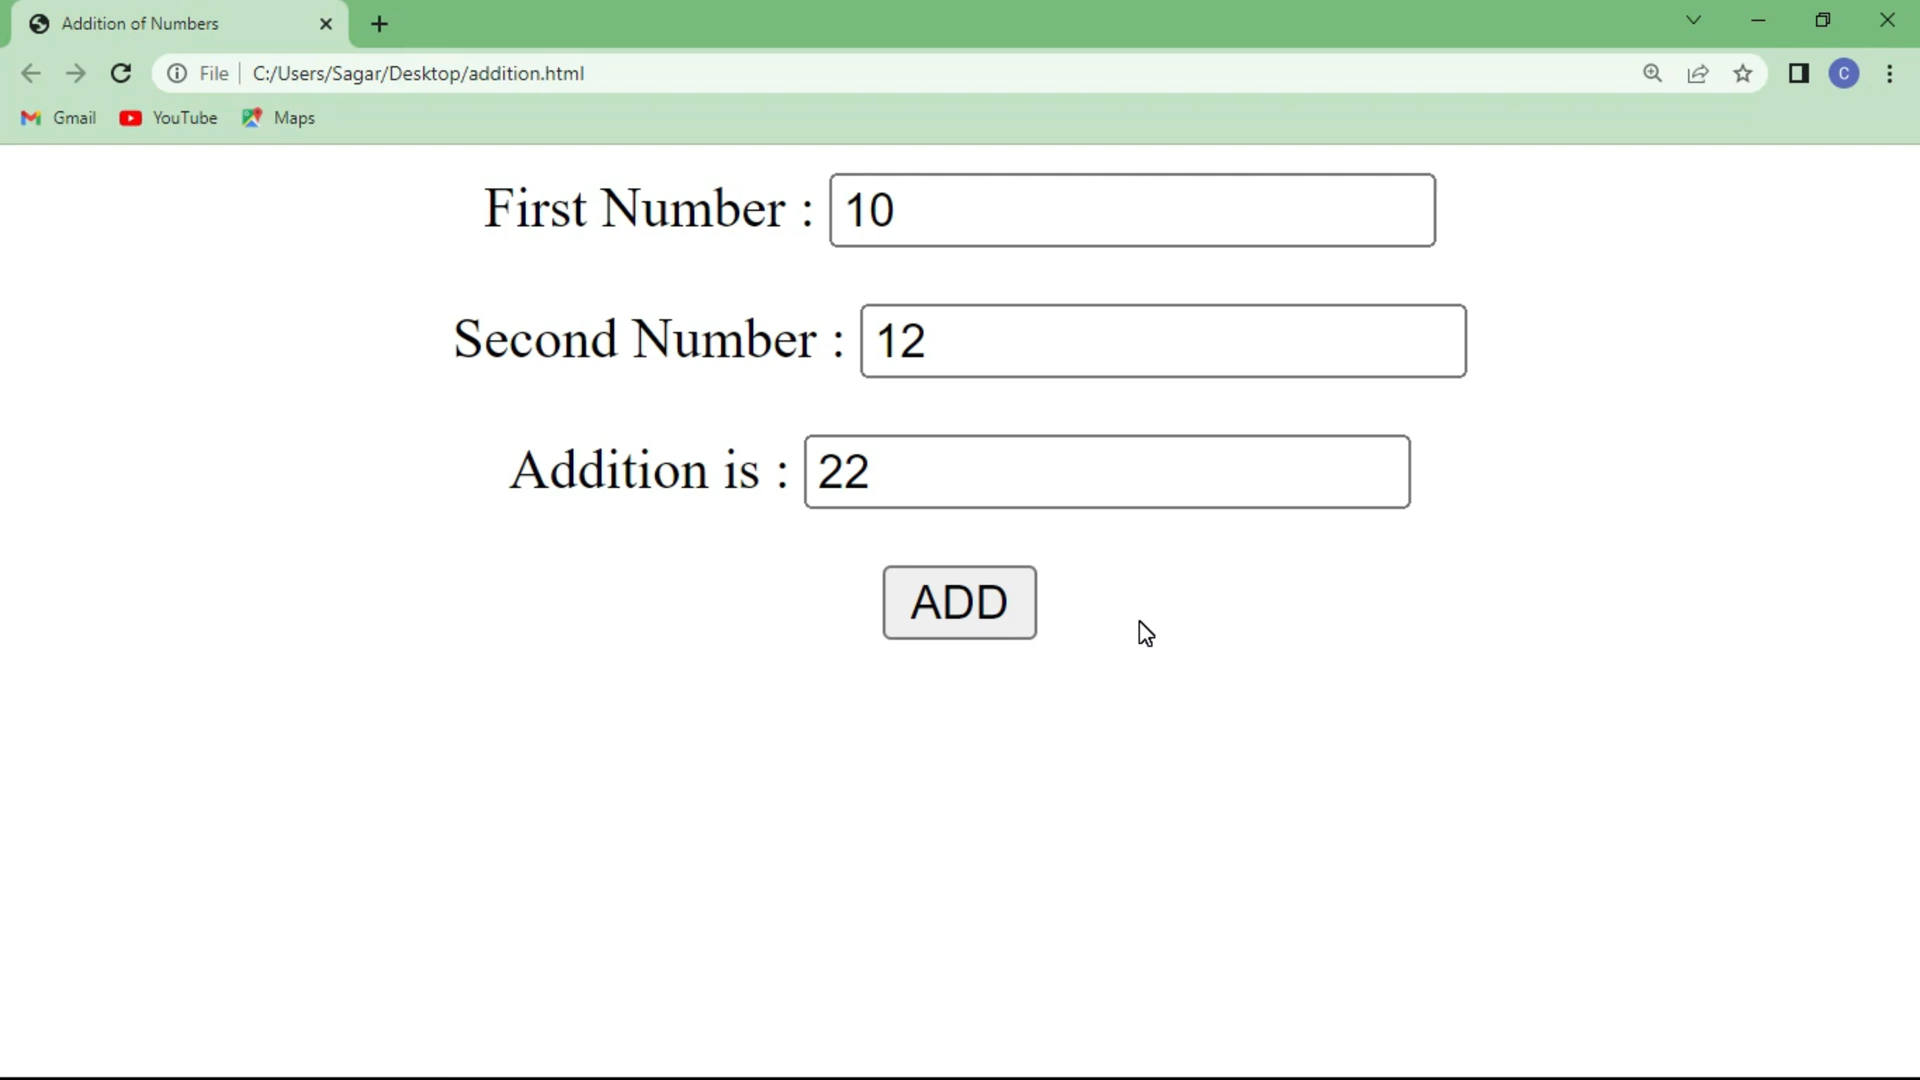 Addition of Numbers
File C:/Users/Sagar/Desktop/addition.html
C
Gmail YouTube Maps
First Number : 10
Second Number : 12
Addition is : 22
ADD